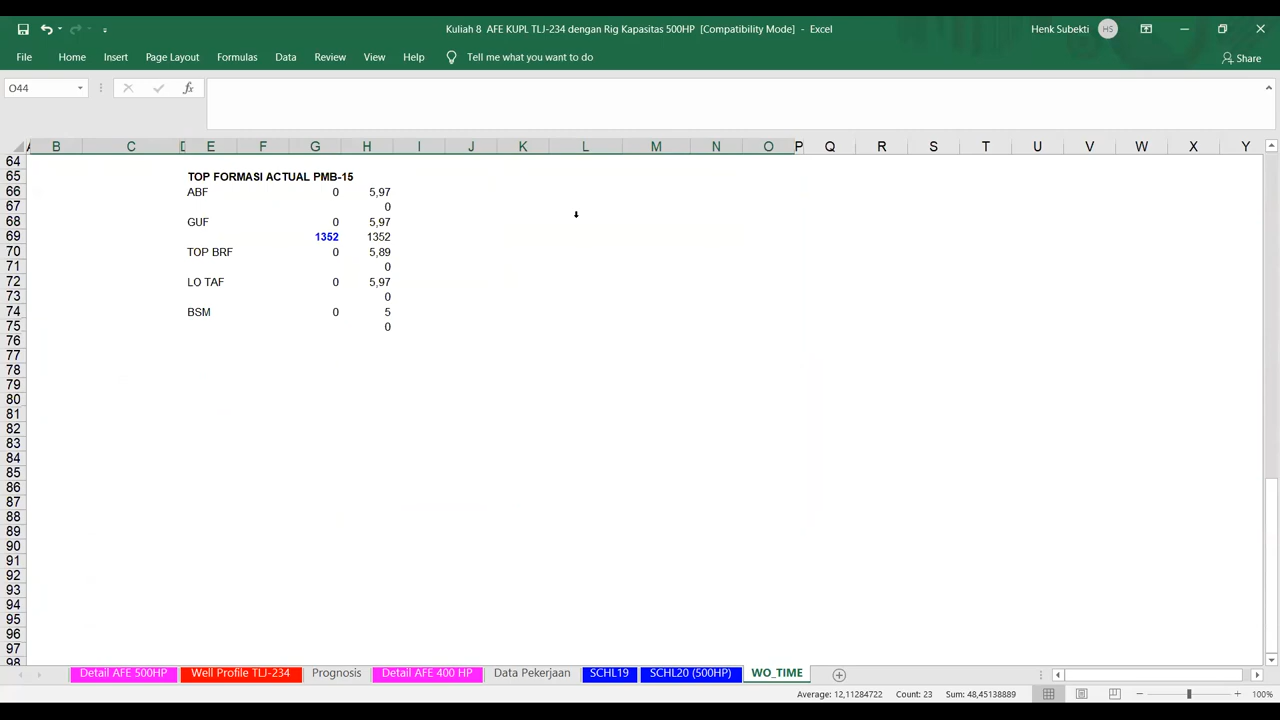 Kuliah 8 AFE KUPL TLJ-234 dengan Rig Kapasitas 500HP [Compatibility Mode] - Excel
Henk Subekti
HS
File Home Insert Page Layout Formulas Data Review View Help Tell me what you want to do
Share
O44
fx
A B C D E F G H I J K L M N O P Q R S T U V W X Y
64
65 TOP FORMASI ACTUAL PMB-15
66 ABF 0 5,97
67 0
68 GUF 0 5,97
69 1352 1352
70 TOP BRF 0 5,89
71 0
72 LO TAF 0 5,97
73 0
74 BSM 0 5
75 0
76
77
78
79
80
81
82
83
84
85
86
87
88
89
90
91
92
93
94
95
96
97
98
Detail AFE 500HP Well Profile TLJ-234 Prognosis Detail AFE 400 HP Data Pekerjaan SCHL19 SCHL20 (500HP) WO_TIME
Average: 12,11284722 Count: 23 Sum: 48,45138889
100%